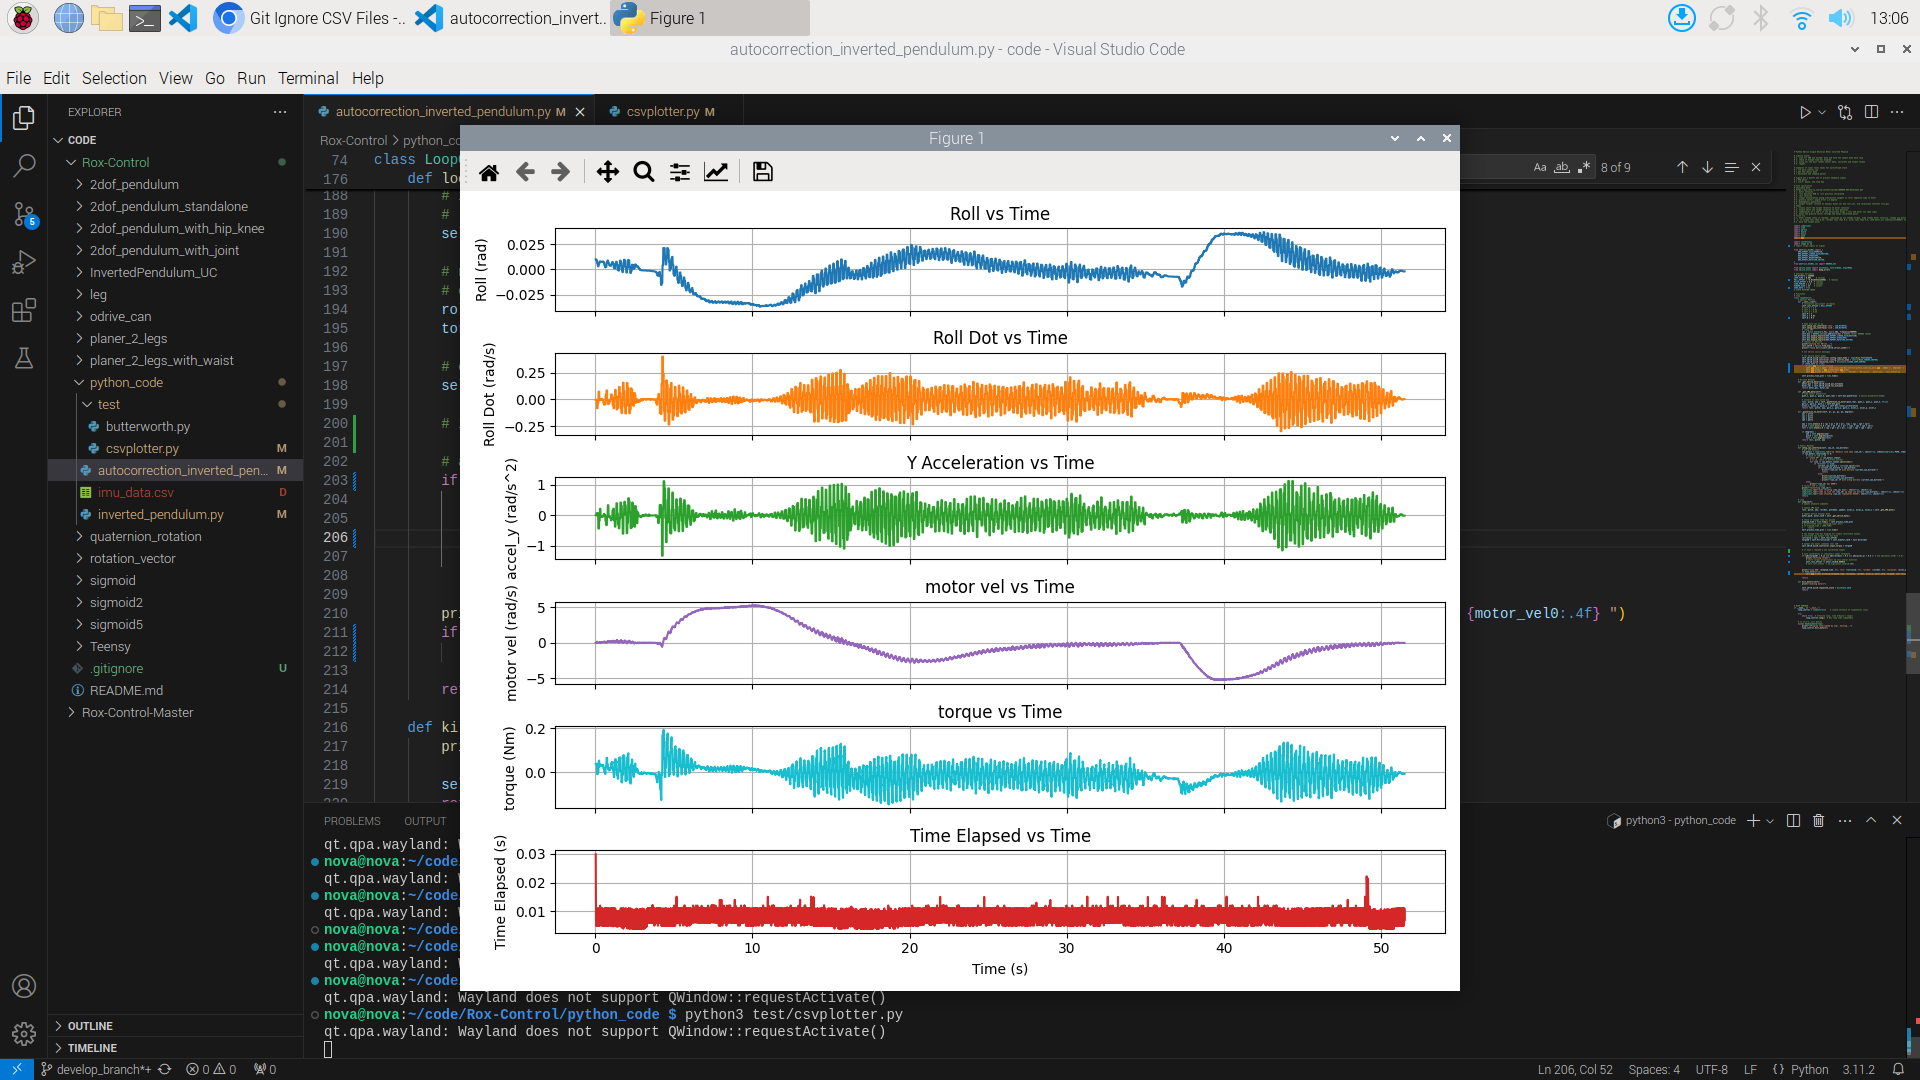 Git Ignore CSV Files -..
autocorrection_invert..
Figure 1
13:06
autocorrection_inverted_pendulum.py - code - Visual Studio Code
File Edit Selection View Go Run Terminal Help
EXPLORER
CODE
Rox-Control
2dof_pendulum
2dof_pendulum_standalone
2dof_pendulum_with_hip_knee
2dof_pendulum_with_joint
InvertedPendulum_UC
leg
odrive_can
planer_2_legs
planer_2_legs_with_waist
python_code
test
butterworth.py
csvplotter.py M
autocorrection_inverted_pen... M
imu_data.csv D
inverted_pendulum.py M
quaternion_rotation
rotation_vector
sigmoid
sigmoid2
sigmoid5
Teensy
.gitignore U
README.md
Rox-Control-Master
OUTLINE
TIMELINE
5
autocorrection_inverted_pendulum.py M
csvplotter.py M
Rox-Control > python_co
74 class Loop
176 def lo
188 #
189 #
190 se
191
192 #
193 #
194 ro
195 to
196
197 #
198 se
199
200 #
201
202 #
203 if
204
205
206
207
208
209
210 pr
211 if
212
213
214 re
215
216 def ki
217 pr
218
219 se
{motor_vel0:.4f} ")
Aa ab 8 of 9
Figure 1
Roll vs Time
Roll (rad)
0.025
0.000
−0.025
Roll Dot vs Time
Roll Dot (rad/s)
0.25
0.00
−0.25
Y Acceleration vs Time
accel_y (rad/s^2)
1
0
−1
motor vel vs Time
motor vel (rad/s)
5
0
−5
torque vs Time
torque (Nm)
0.2
0.0
Time Elapsed vs Time
Time Elapsed (s)
0.03
0.02
0.01
0 10 20 30 40 50
Time (s)
PROBLEMS OUTPUT
python3 - python_code
qt.qpa.wayland: W
nova@nova:~/code
qt.qpa.wayland: W
nova@nova:~/code
qt.qpa.wayland: W
nova@nova:~/code
nova@nova:~/code
qt.qpa.wayland: W
nova@nova:~/code
qt.qpa.wayland: Wayland does not support QWindow::requestActivate()
nova@nova:~/code/Rox-Control/python_code $ python3 test/csvplotter.py
qt.qpa.wayland: Wayland does not support QWindow::requestActivate()
develop_branch*+ 0 0 0
Ln 206, Col 52 Spaces: 4 UTF-8 LF Python 3.11.2